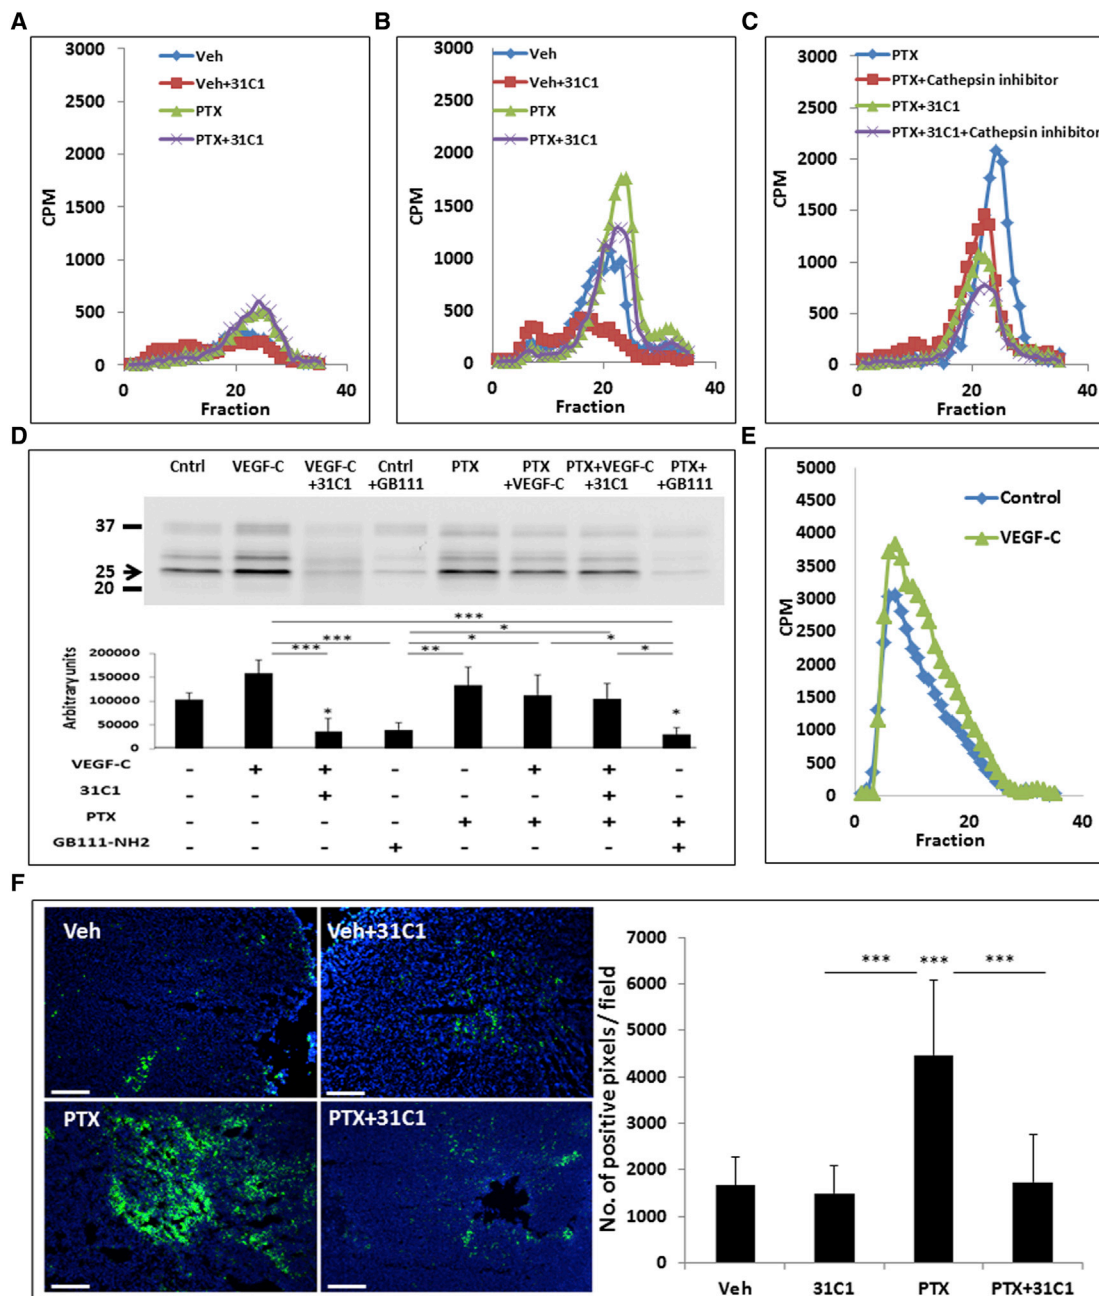 A
3000
2500
2000
1500
1000
500
0
CPM
Veh
Veh+31C1
PTX
PTX+31C1
0 20 40
Fraction
B
3000
2500
2000
1500
1000
500
0
CPM
Veh
Veh+31C1
PTX
PTX+31C1
0 20 40
Fraction
C
3000
2500
2000
1500
1000
500
0
CPM
PTX
PTX+Cathepsin inhibitor
PTX+31C1
PTX+31C1+Cathepsin inhibitor
0 20 40
Fraction
D
Cntrl VEGF-C VEGF-C Cntrl PTX PTX PTX+VEGF-C PTX+
+31C1 +GB111 +VEGF-C +31C1 +GB111
37
25
20
***
*
*** * *
*** ** *
* *
Arbitrary units
200000
150000
100000
50000
0
VEGF-C - + + - - + + -
31C1 - - + - - - + -
PTX - - - - + + + +
GB111-NH2 - - - + - - - +
E
5000
4500
4000
3500
3000
2500
2000
1500
1000
500
0
CPM
Control
VEGF-C
0 20 40
Fraction
F
Veh
Veh+31C1
PTX
PTX+31C1
No. of positive pixels / field
7000
6000
5000
4000
3000
2000
1000
0
*** *** ***
Veh 31C1 PTX PTX+31C1